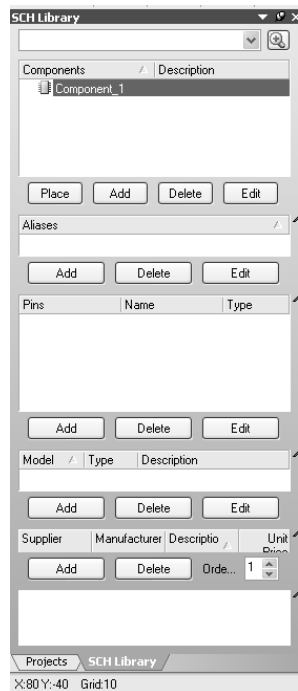 SCH Library
Components Description
Component_1
Place Add Delete Edit
Aliases
Add Delete Edit
Pins Name Type
Add Delete Edit
Model Type Description
Add Delete Edit
Supplier Manufacturer Descriptio Unit
Price
Add Delete Orde... 1
Projects SCH Library
X:80 Y:-40 Grid:10